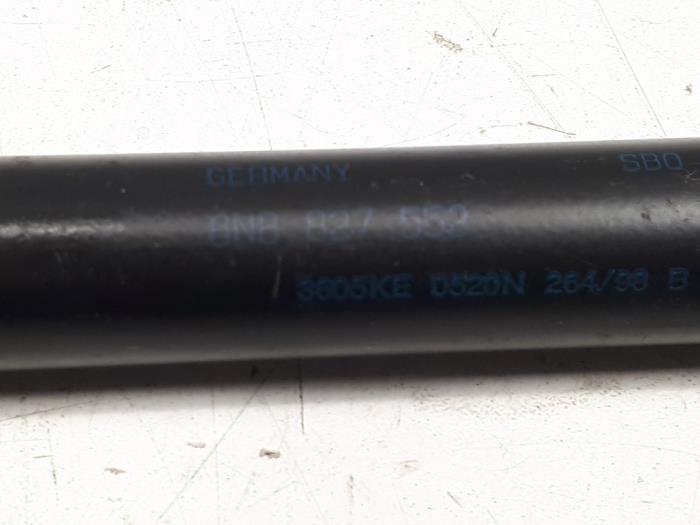 GERMANY SBQ
8N8 827 552
3605KE 0520N 264/98 B